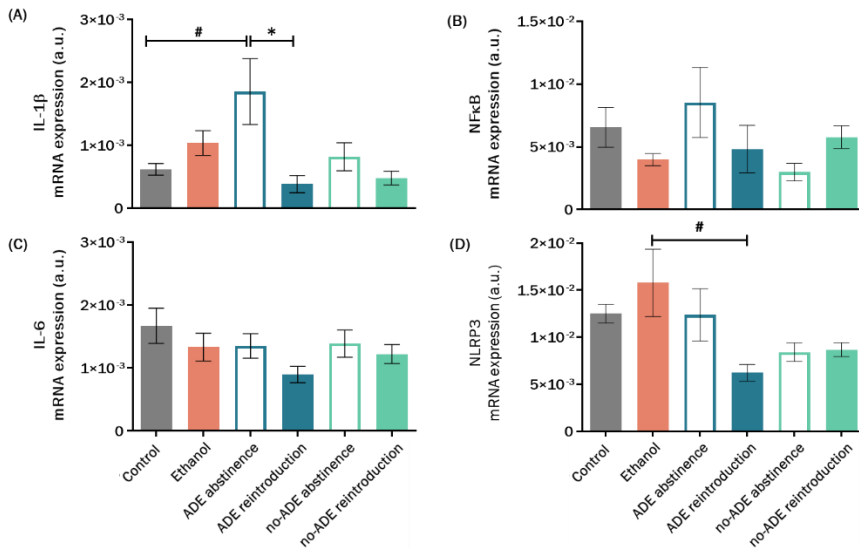 (A)
IL-1β
mRNA expression (a.u.)
3×10⁻³
2×10⁻³
1×10⁻³
0
#
*
(B)
NFκB
mRNA expression (a.u.)
1.5×10⁻²
1×10⁻²
5×10⁻³
0
(C)
IL-6
mRNA expression (a.u.)
3×10⁻³
2×10⁻³
1×10⁻³
0
Control
Ethanol
ADE abstinence
ADE reintroduction
no-ADE abstinence
no-ADE reintroduction
(D)
NLRP3
mRNA expression (a.u.)
2×10⁻²
1.5×10⁻²
1×10⁻²
5×10⁻³
0
#
Control
Ethanol
ADE abstinence
ADE reintroduction
no-ADE abstinence
no-ADE reintroduction